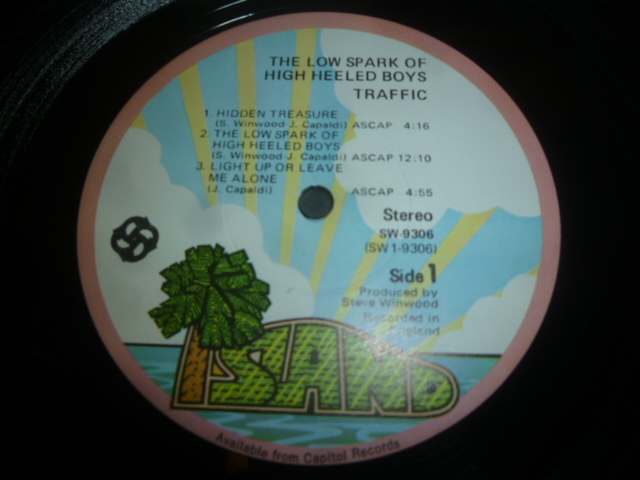 THE LOW SPARK OF
HIGH HEELED BOYS
TRAFFIC
1. HIDDEN TREASURE
(S. Winwood-J. Capaldi) ASCAP 4:16
2. THE LOW SPARK OF
HIGH HEELED BOYS
(S. Winwood-J. Capaldi) ASCAP 12:10
3. LIGHT UP OR LEAVE
ME ALONE
(J. Capaldi) ASCAP 4:55
Stereo
SW-9306
(SW 1-9306)
Side 1
Produced by
Steve Winwood
Recorded in
England
ISLAND
Available from Capitol Records